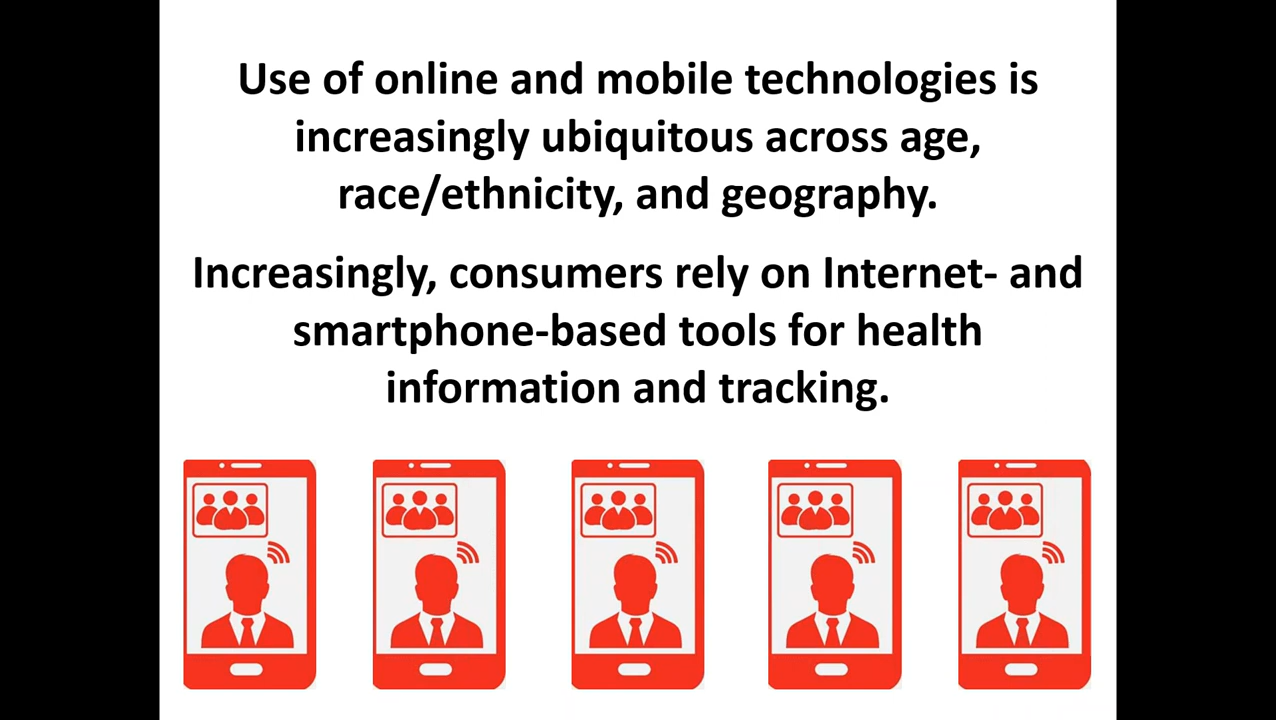 Use of online and mobile technologies is
increasingly ubiquitous across age,
race/ethnicity, and geography.
Increasingly, consumers rely on Internet- and
smartphone-based tools for health
information and tracking.